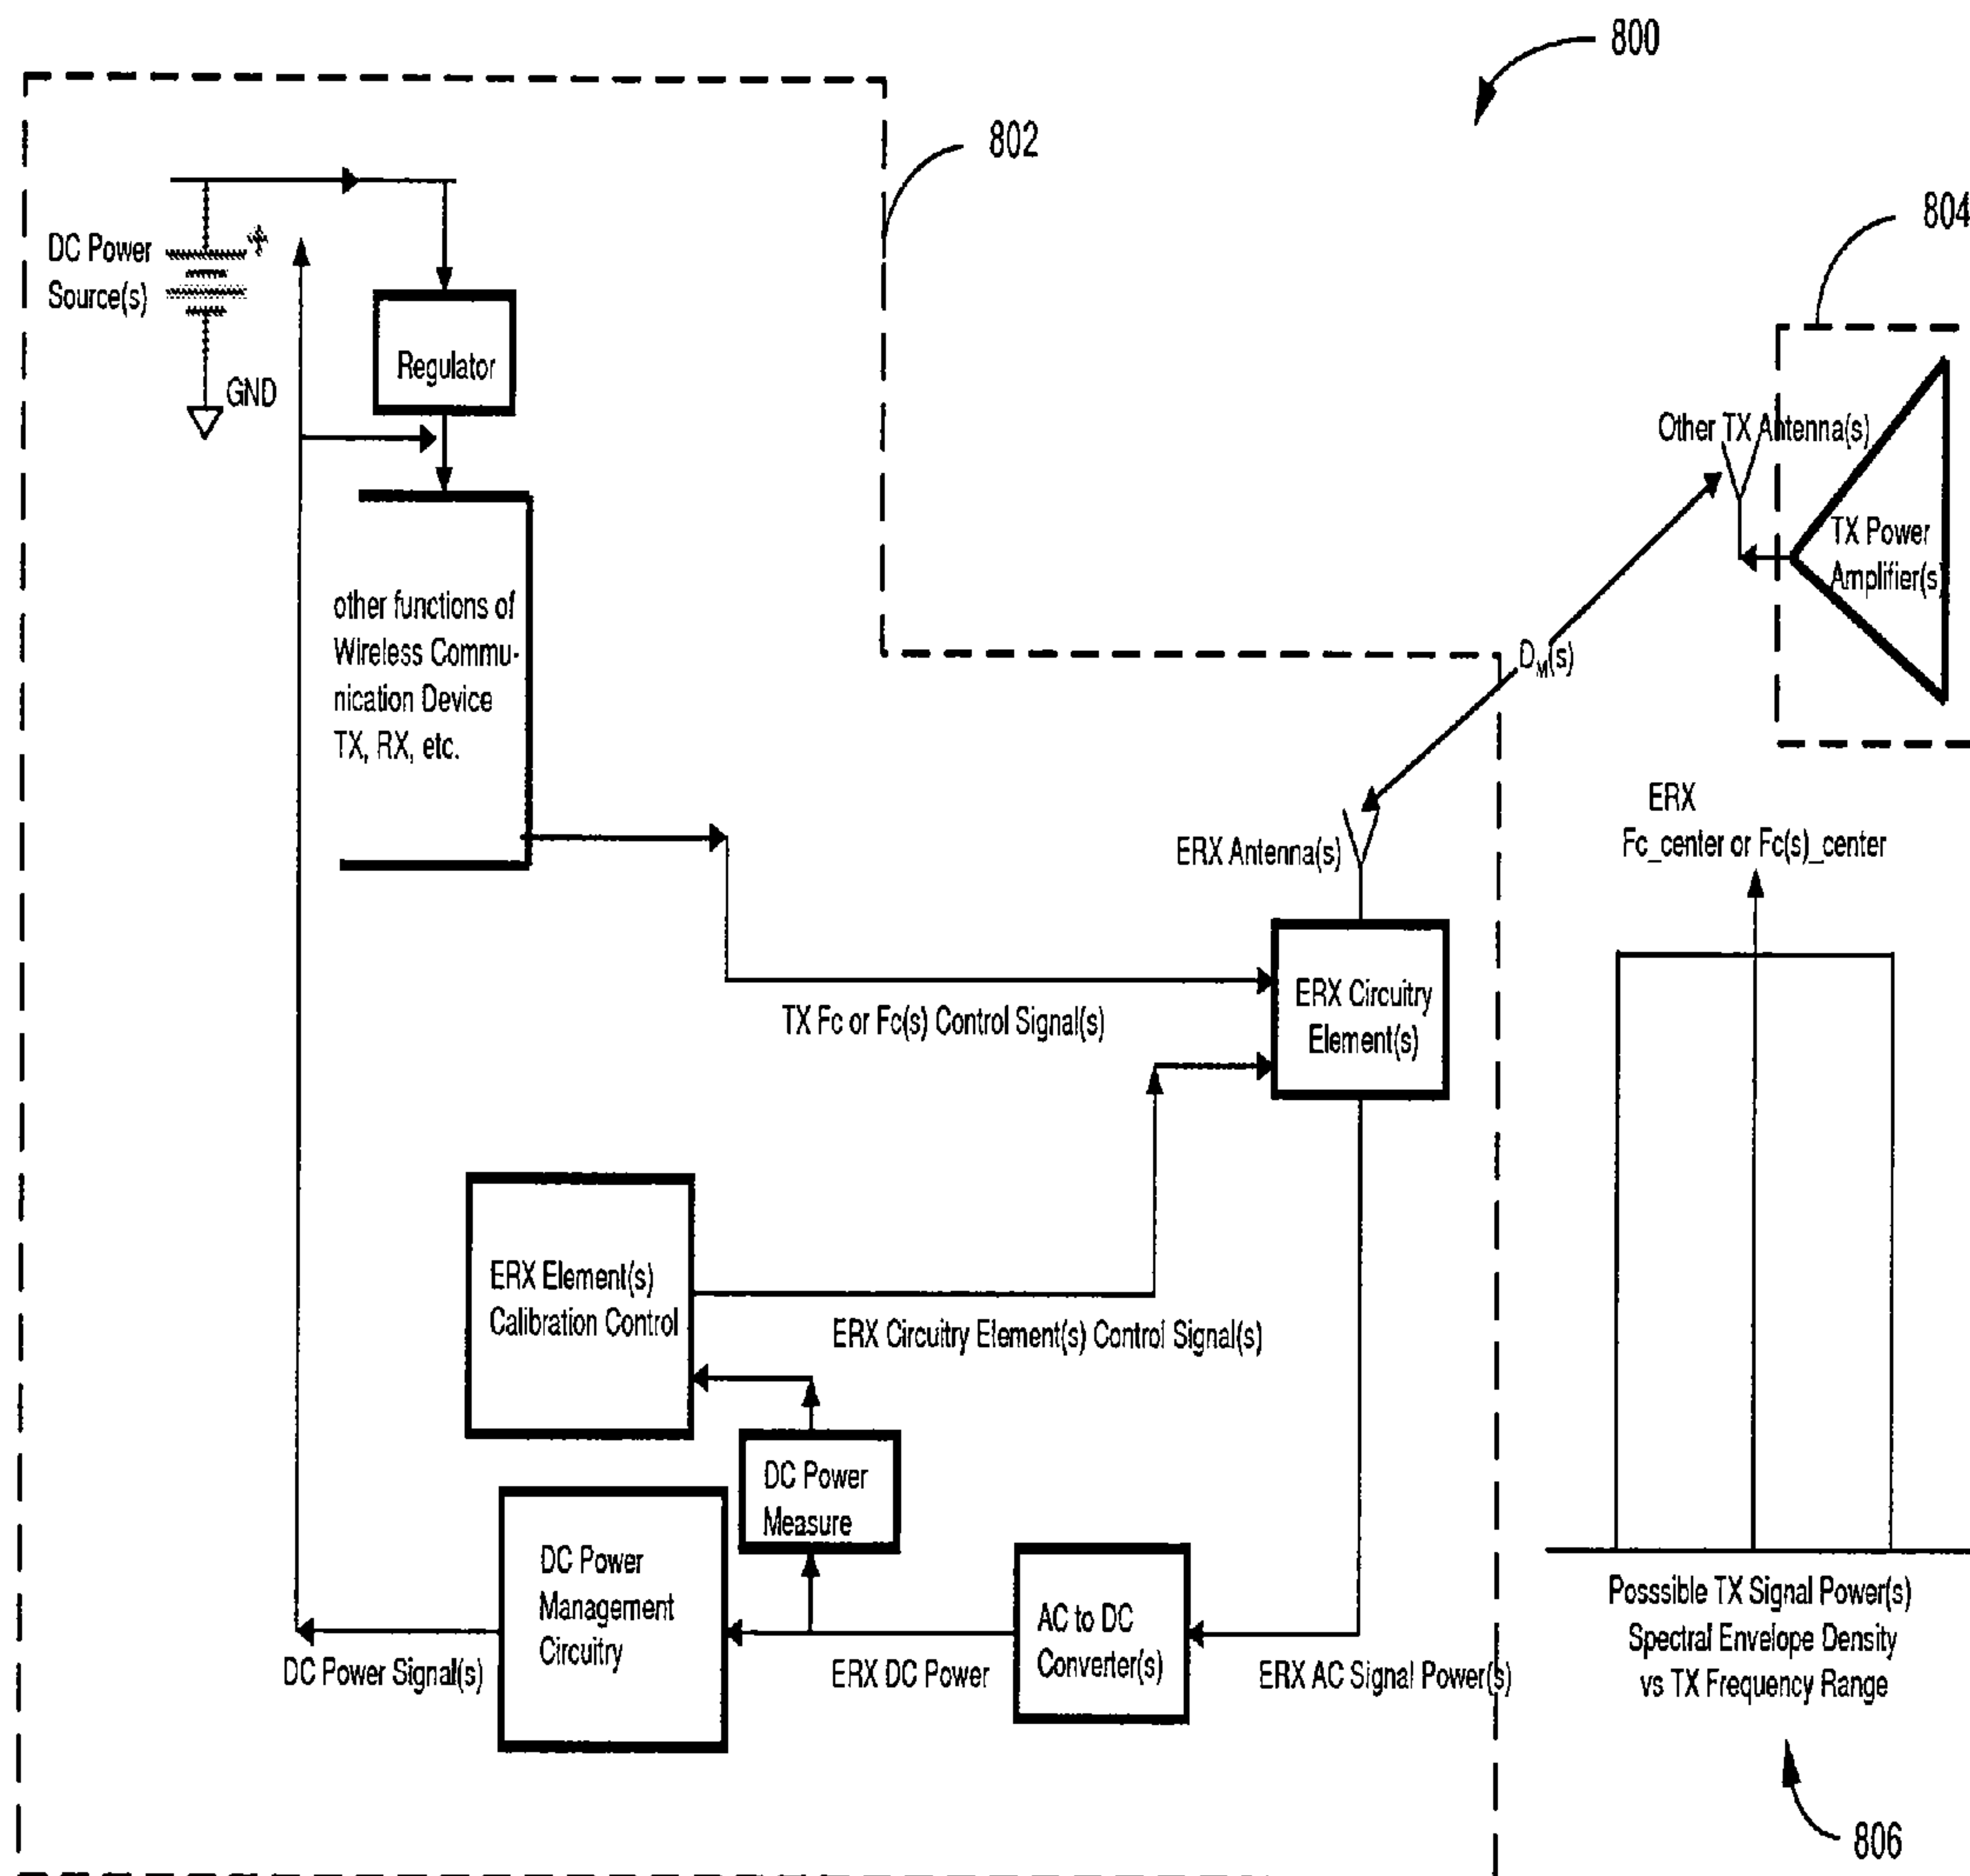 800
802
804
DC Power
Source(s)
+
GND
Regulator
other functions of
Wireless Commu-
nication Device
TX, RX, etc.
Other TX Antenna(s)
TX Power
Amplifier(s)
DM(s)
ERX Antenna(s)
ERX
Fc_center or Fc(s)_center
ERX Circuitry
Element(s)
TX Fc or Fc(s) Control Signal(s)
ERX Element(s)
Calibration Control
ERX Circuitry Element(s) Control Signal(s)
DC Power
Measure
DC Power
Management
Circuitry
AC to DC
Converter(s)
DC Power Signal(s)
ERX DC Power
ERX AC Signal Power(s)
Posssible TX Signal Power(s)
Spectral Envelope Density
vs TX Frequency Range
806